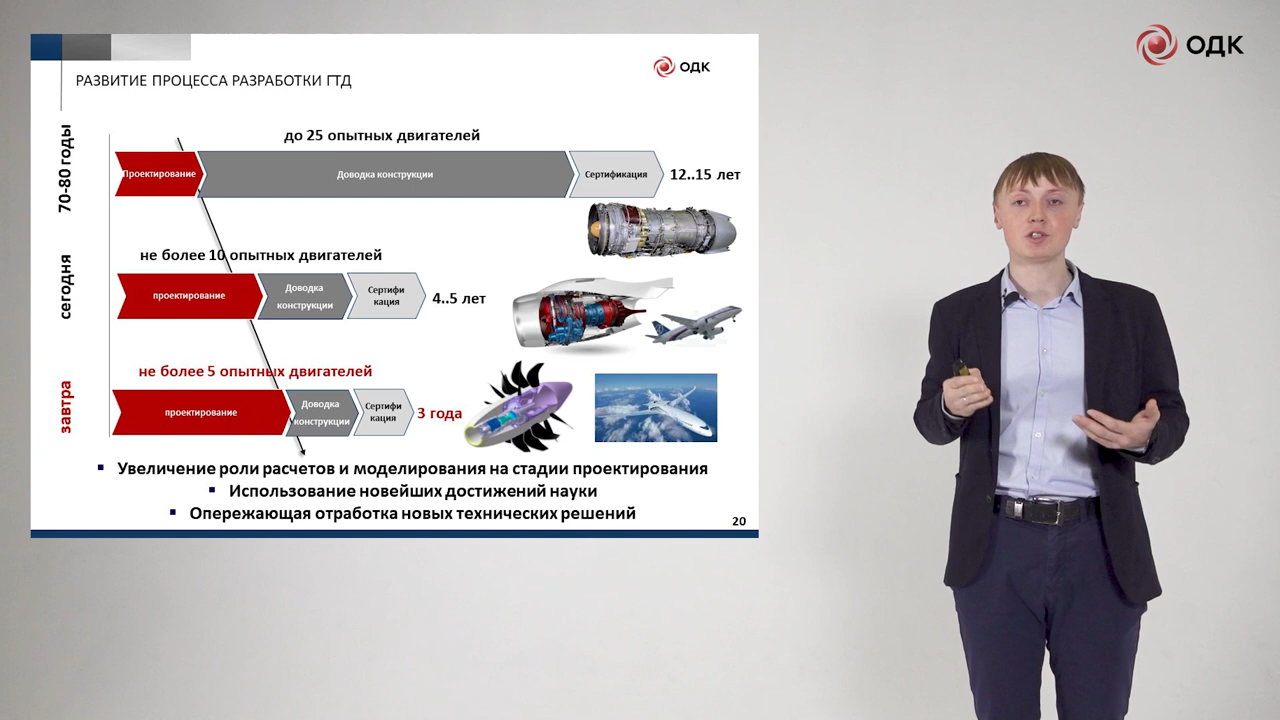 ОДК
ОДК
РАЗВИТИЕ ПРОЦЕССА РАЗРАБОТКИ ГТД
70-80 годы
до 25 опытных двигателей
Проектирование
Доводка конструкции
Сертификация
12..15 лет
сегодня
не более 10 опытных двигателей
проектирование
Доводка
конструкции
Сертифи
кация
4..5 лет
завтра
не более 5 опытных двигателей
проектирование
Доводка
конструкции
Сертифи
кация
3 года
▪ Увеличение роли расчетов и моделирования на стадии проектирования
▪ Использование новейших достижений науки
▪ Опережающая отработка новых технических решений
20